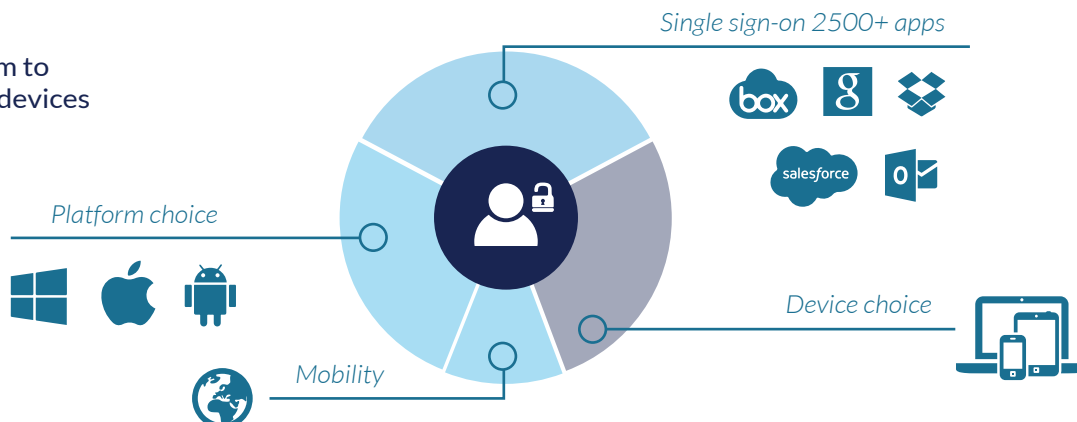 Single sign-on 2500+ apps
m to
devices
box
g
salesforce
o
Platform choice
Device choice
Mobility